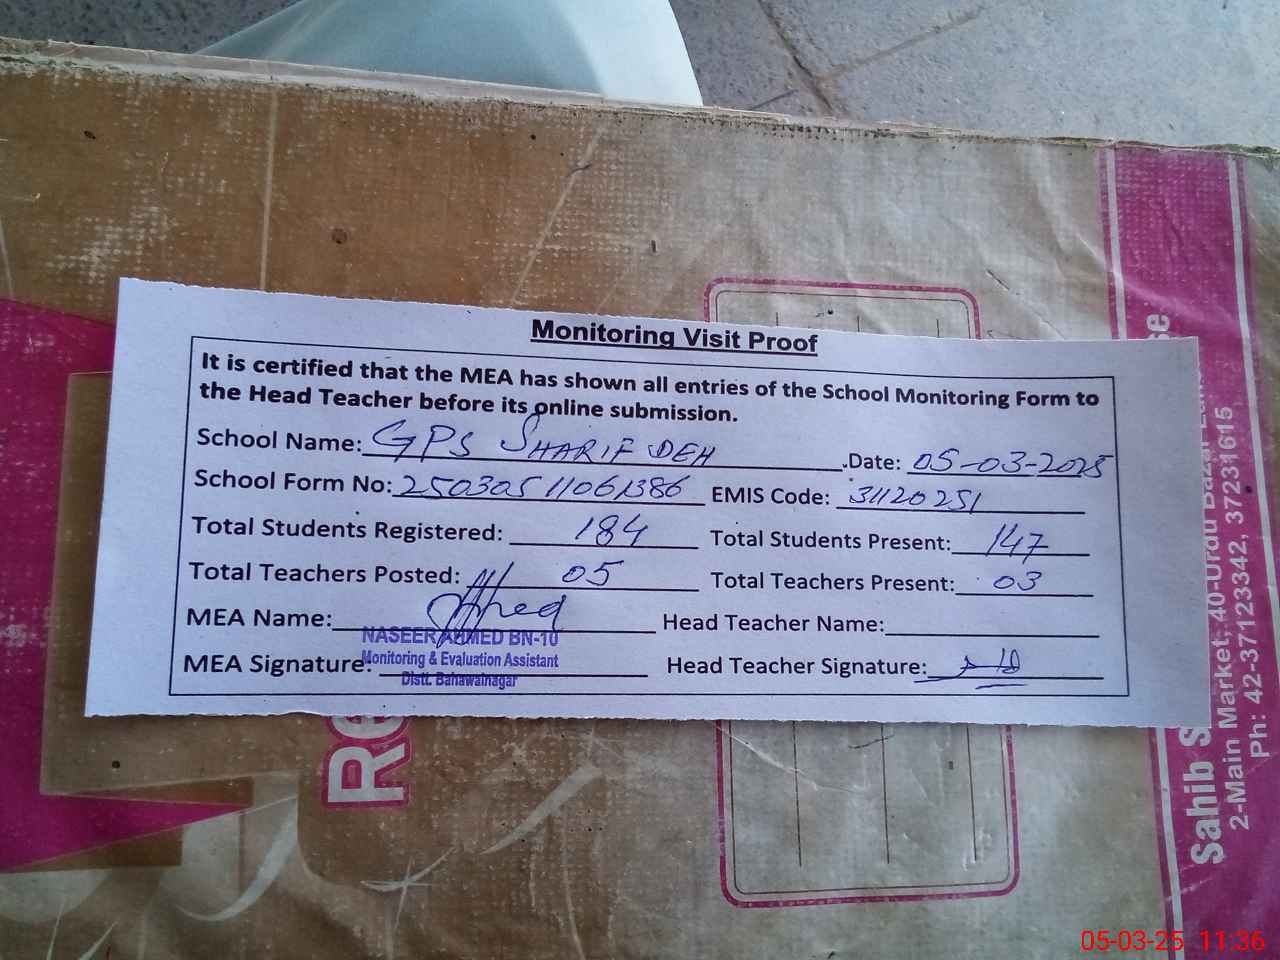 Monitoring Visit Proof
It is certified that the MEA has shown all entries of the School Monitoring Form to
the Head Teacher before its online submission.
School Name: GPS SHARIF DEH .Date: 05-03-2025
School Form No: 25030511061386 EMIS Code: 31120251
Total Students Registered: 184 Total Students Present: 147
Total Teachers Posted: 05 Total Teachers Present: 03
MEA Name: Head Teacher Name:
NASEER AHMED BN-10
Monitoring & Evaluation Assistant
MEA Signature: Head Teacher Signature:
Distt. Bahawalnagar
Sahib S
2-Main Market, 40-Urdu Bazar
Ph: 42-37123342, 37231615
05-03-25 11:36